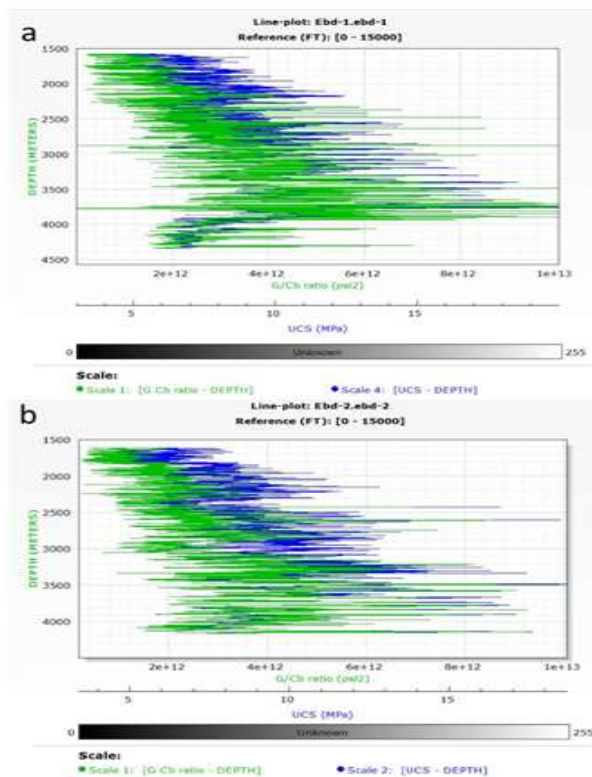 a
Line-plot: Ebd-1.ebd-1
Reference (FT): [0 - 15000]
1500
2000
2500
3000
3500
4000
4500
DEPTH (METERS)
2e+12 4e+12 6e+12 8e+12 1e+13
G/Cb ratio (psi2)
5 10 15
UCS (MPa)
0 Unknown 255
Scale:
Scale 1: [G Cb ratio - DEPTH] Scale 4: [UCS - DEPTH]
b
Line-plot: Ebd-2.ebd-2
Reference (FT): [0 - 15000]
1500
2000
2500
3000
3500
4000
DEPTH (METERS)
2e+12 4e+12 6e+12 8e+12 1e+13
G/Cb ratio (psi2)
5 10 15
UCS (MPa)
0 Unknown 255
Scale:
Scale 1: [G Cb ratio - DEPTH] Scale 2: [UCS - DEPTH]